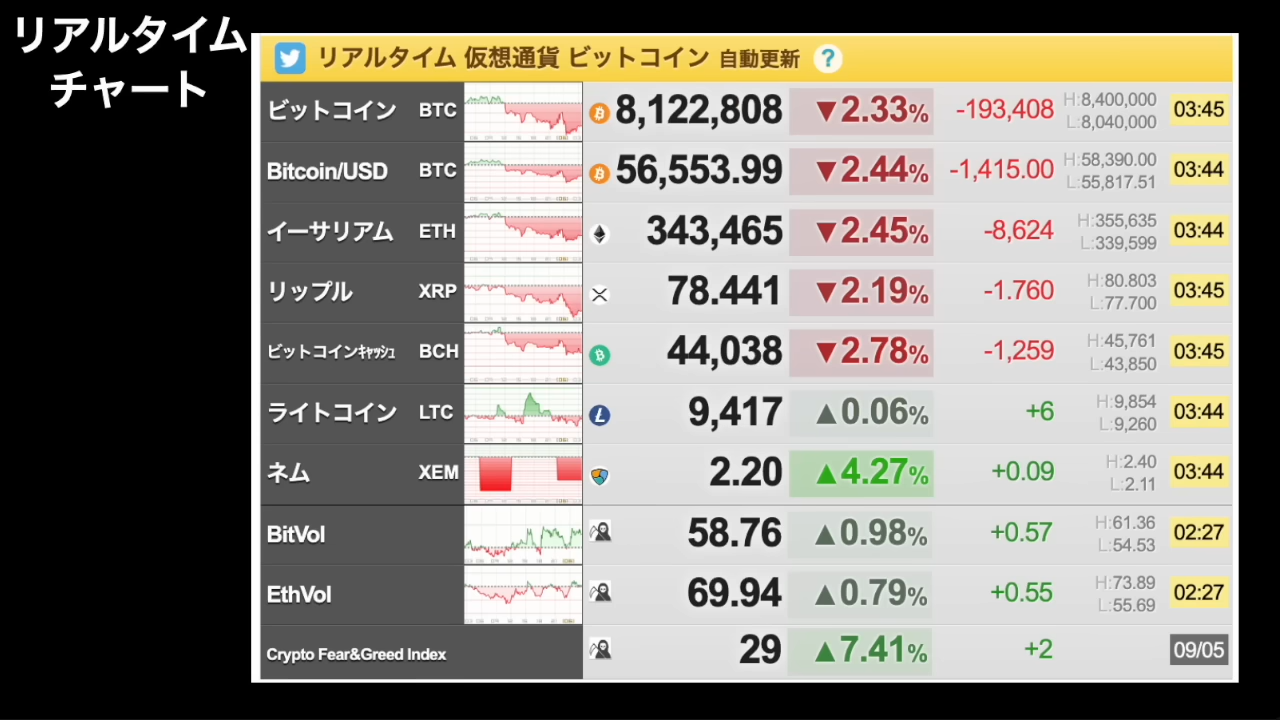 リアルタイム
チャート
リアルタイム 仮想通貨 ビットコイン 自動更新 ?
ビットコイン BTC 8,122,808 ▼2.33% -193,408 H:8,400,000 L:8,040,000 03:45
Bitcoin/USD BTC 56,553.99 ▼2.44% -1,415.00 H:58,390.00 L:55,817.51 03:44
イーサリアム ETH 343,465 ▼2.45% -8,624 H:355,635 L:339,599 03:44
リップル XRP 78.441 ▼2.19% -1.760 H:80.803 L:77.700 03:45
ビットコインキャッシュ BCH 44,038 ▼2.78% -1,259 H:45,761 L:43,850 03:45
ライトコイン LTC 9,417 ▲0.06% +6 H:9,854 L:9,260 03:44
ネム XEM 2.20 ▲4.27% +0.09 H:2.40 L:2.11 03:44
BitVol 58.76 ▲0.98% +0.57 H:61.36 L:54.53 02:27
EthVol 69.94 ▲0.79% +0.55 H:73.89 L:55.69 02:27
Crypto Fear&Greed Index 29 ▲7.41% +2 09/05